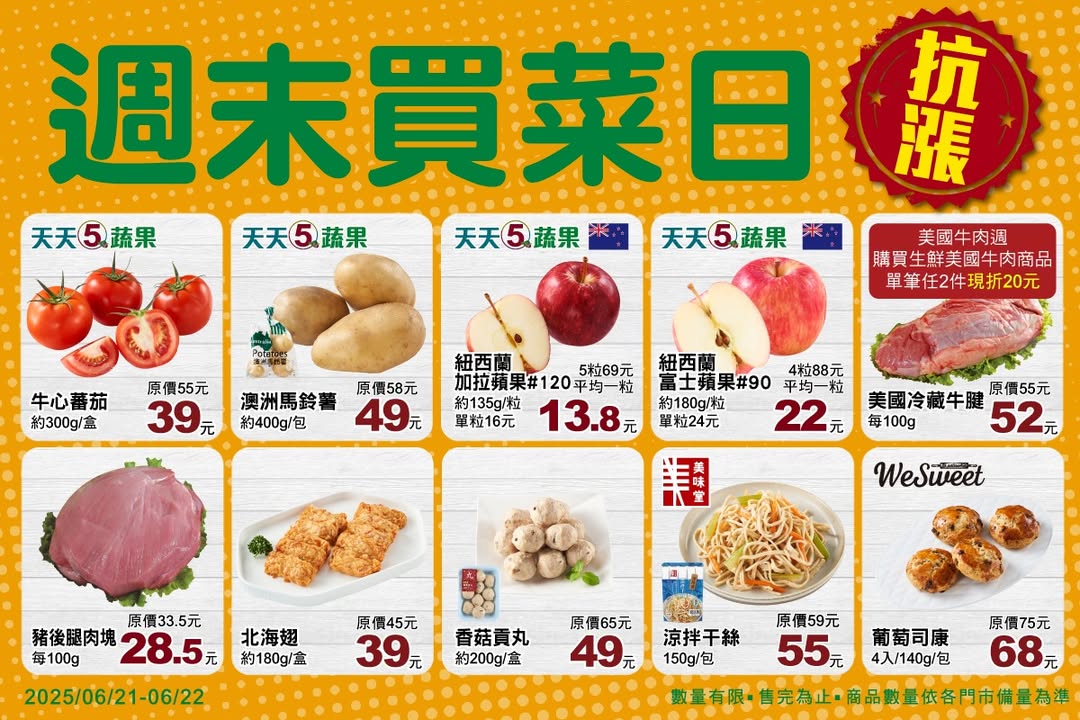 週末買菜日
抗漲
天天5蔬果
牛心蕃茄
約300g/盒
原價55元
39元
天天5蔬果
Potatoes
澳洲馬鈴薯
約400g/包
原價58元
49元
天天5蔬果
紐西蘭
加拉蘋果#120
約135g/粒
單粒16元
5粒69元
平均一粒
13.8元
天天5蔬果
紐西蘭
富士蘋果#90
約180g/粒
單粒24元
4粒88元
平均一粒
22元
美國牛肉週
購買生鮮美國牛肉商品
單筆任2件現折20元
美國冷藏牛腱
每100g
原價55元
52元
豬後腿肉塊
每100g
原價33.5元
28.5元
北海翅
約180g/盒
原價45元
39元
香菇貢丸
約200g/盒
原價65元
49元
美味堂
涼拌干絲
150g/包
原價59元
55元
WeSweet
葡萄司康
4入/140g/包
原價75元
68元
2025/06/21-06/22
數量有限▪售完為止▪商品數量依各門市備量為準